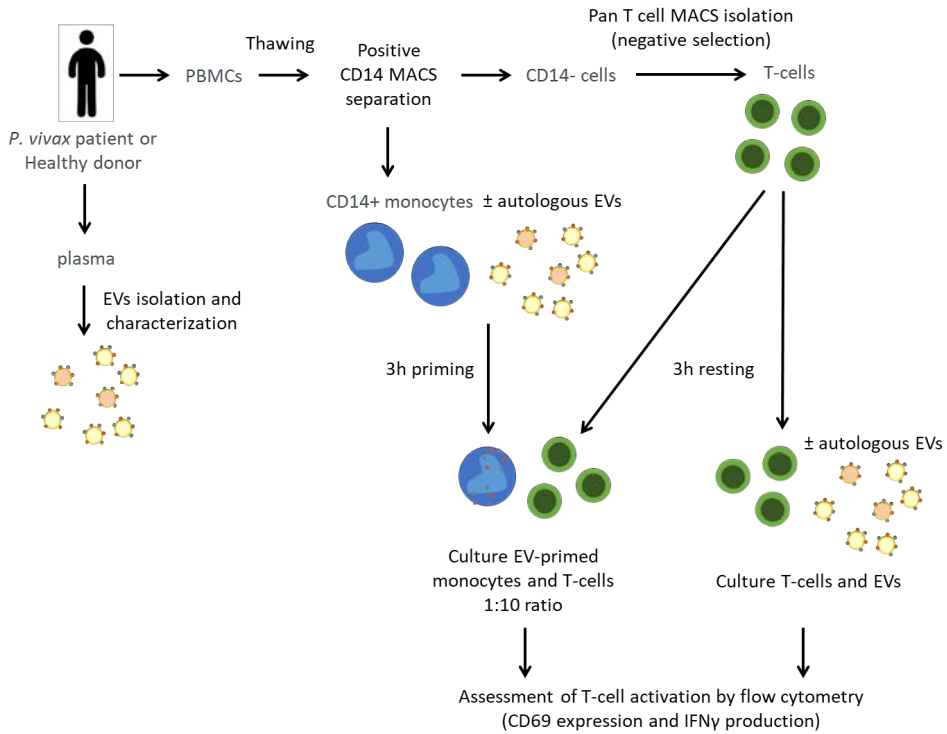 Pan T cell MACS isolation
(negative selection)
Thawing
Positive
CD14 MACS
separation
PBMCs
CD14- cells
T-cells
P. vivax patient or
Healthy donor
CD14+ monocytes
± autologous EVs
plasma
EVs isolation and
characterization
3h priming
3h resting
± autologous EVs
Culture EV-primed
monocytes and T-cells
1:10 ratio
Culture T-cells and EVs
Assessment of T-cell activation by flow cytometry
(CD69 expression and IFNγ production)